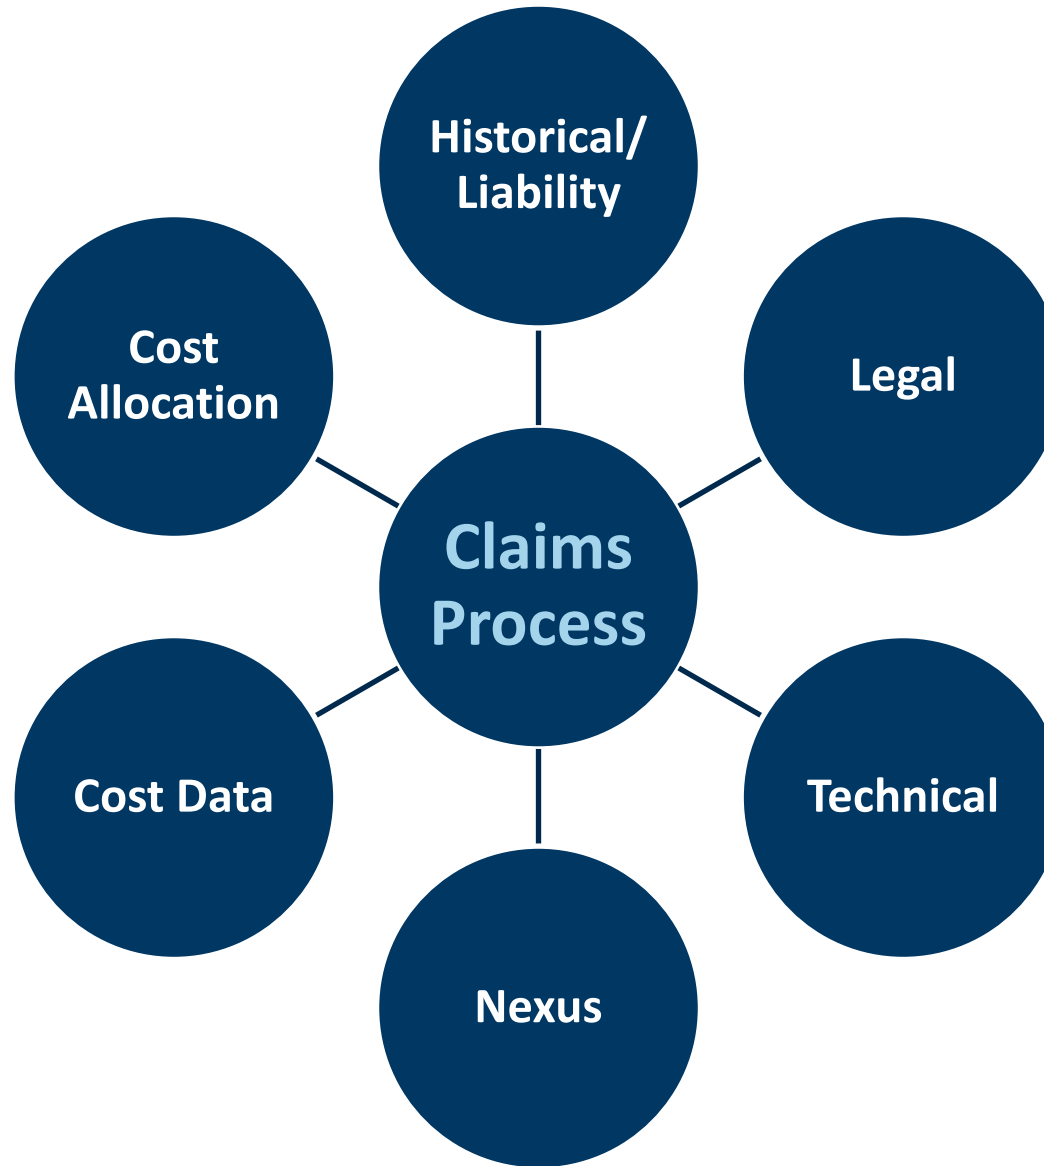 Historical/
Liability
Cost
Allocation
Legal
Claims
Process
Cost Data
Technical
Nexus